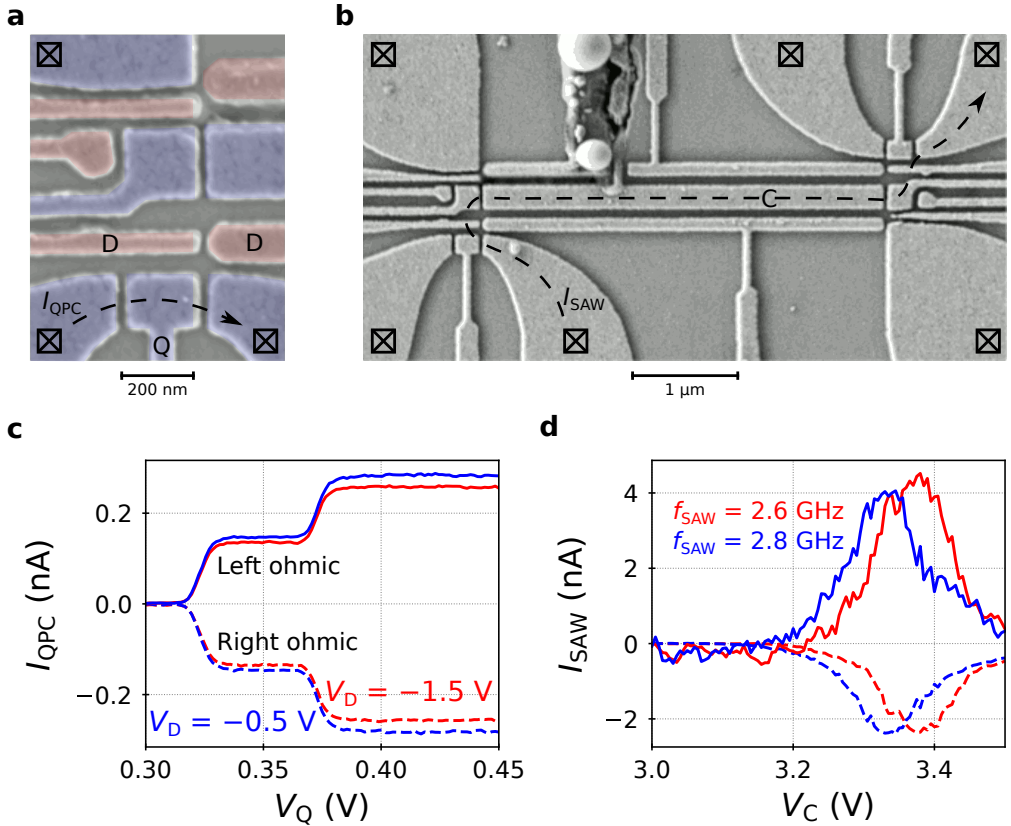 a
D
D
I_QPC
Q
200 nm
b
C
I_SAW
1 μm
c
I_QPC (nA)
0.2
0.0
−0.2
Left ohmic
Right ohmic
V_D = −1.5 V
V_D = −0.5 V
0.30
0.35
0.40
0.45
V_Q (V)
d
I_SAW (nA)
4
2
0
−2
f_SAW = 2.6 GHz
f_SAW = 2.8 GHz
3.0
3.2
3.4
V_C (V)